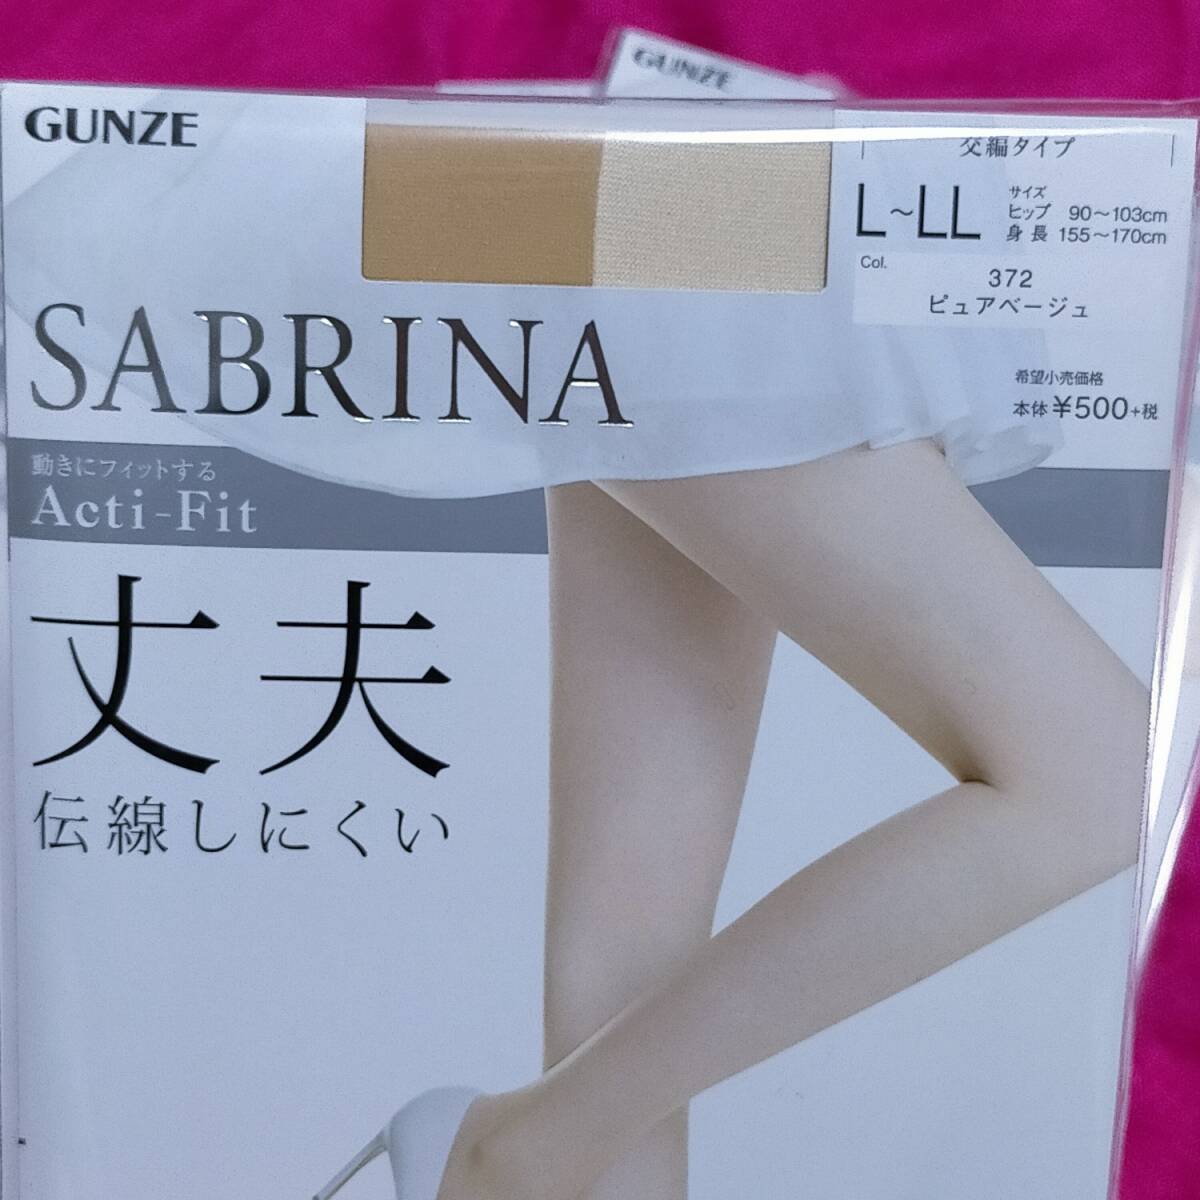 GUNZE
GUNZE
交編タイプ
L~LL
サイズ
ヒップ 90~103cm
身長 155~170cm
Col.
372
ピュアベージュ
SABRINA
希望小売価格
本体¥500+税
動きにフィットする
Acti-Fit
丈夫
伝線しにくい